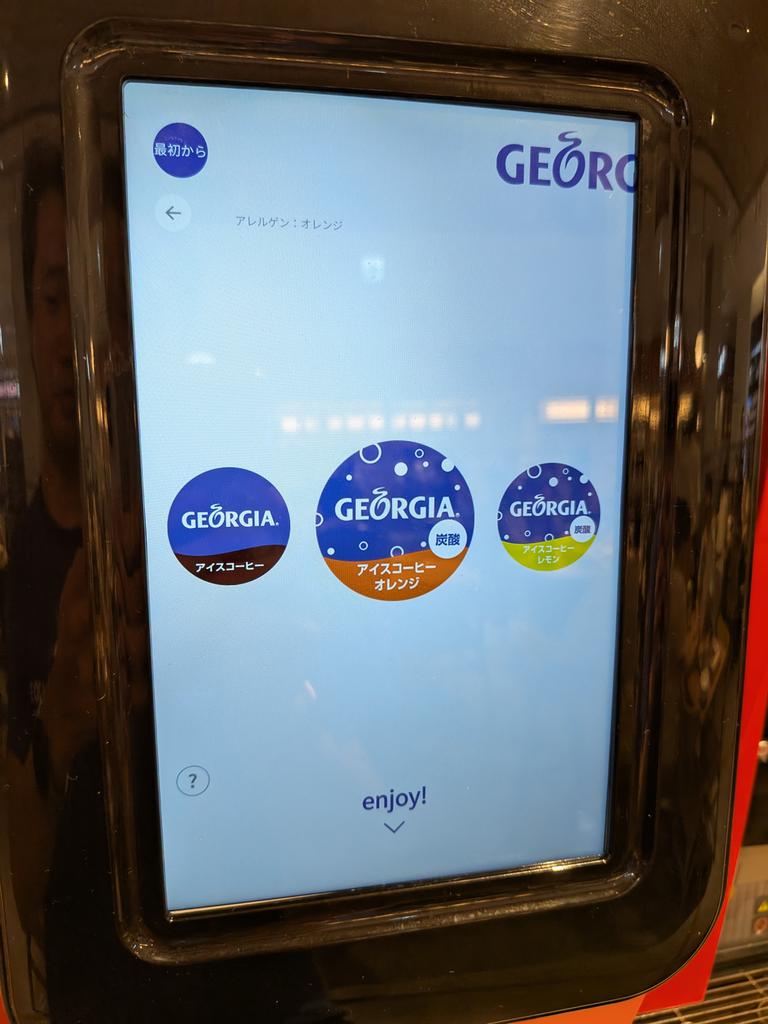 最初から
GEORG
←
アレルゲン：オレンジ
GEORGIA
アイスコーヒー
GEORGIA
炭酸
アイスコーヒー
オレンジ
GEORGIA
炭酸
アイスコーヒー
レモン
?
enjoy!